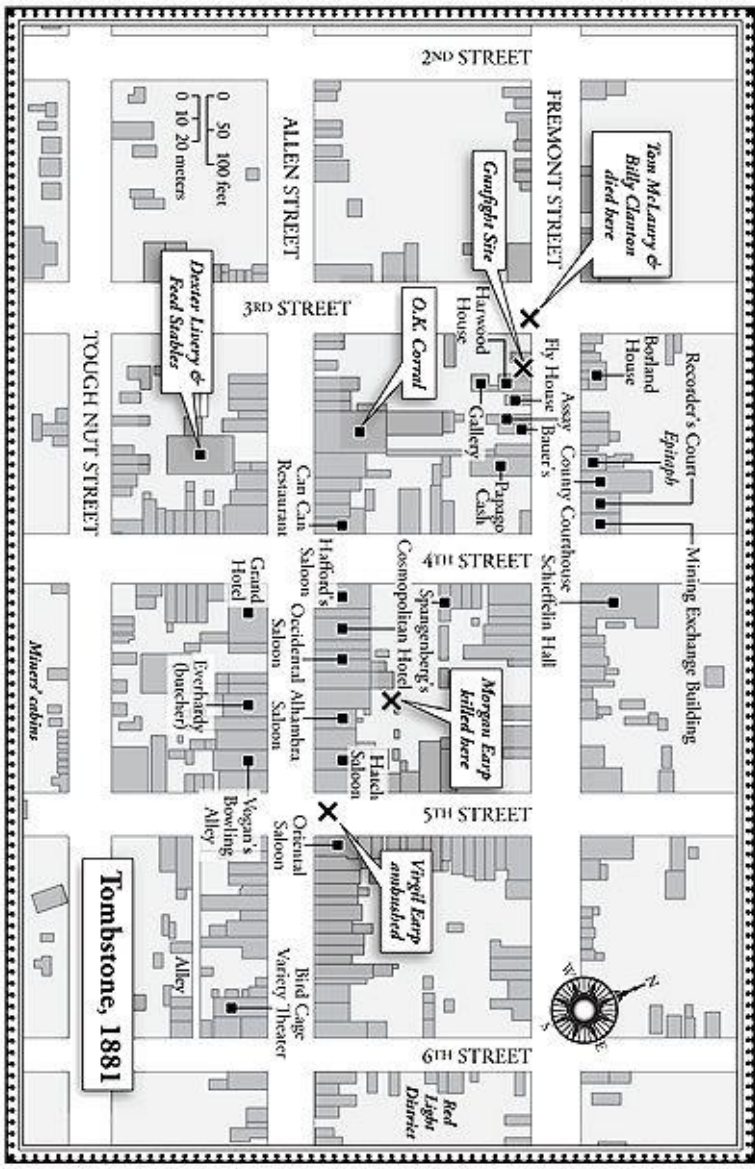 2ND STREET
FREMONT STREET
ALLEN STREET
0 50 100 feet
0 10 20 meters
Tom McLaury &
Billy Clanton
died here
Gunfight Site
3RD STREET
O.K. Corral
Dexter Livery &
Feed Stables
TOUGH NUT STREET
Harwood
House
Fly House
Gallery
Assay
Bauer's
Papago
Cash
Borland
House
Recorder's Court
Epitaph
County Courthouse
Mining Exchange Building
Schieffelin Hall
Can Can
Restaurant
4TH STREET
Hafford's
Saloon
Cosmopolitan Hotel
Spangenberg's
Occidental
Saloon
Alhambra
Saloon
Hatch
Saloon
Grand
Hotel
Everhardy
(butcher)
Vogan's
Bowling
Alley
Miners' cabins
Morgan Earp
killed here
5TH STREET
Virgil Earp
ambushed
Oriental
Saloon
Bird Cage
Variety Theater
Alley
Tombstone, 1881
6TH STREET
Red
Light
District
W
N
S
E